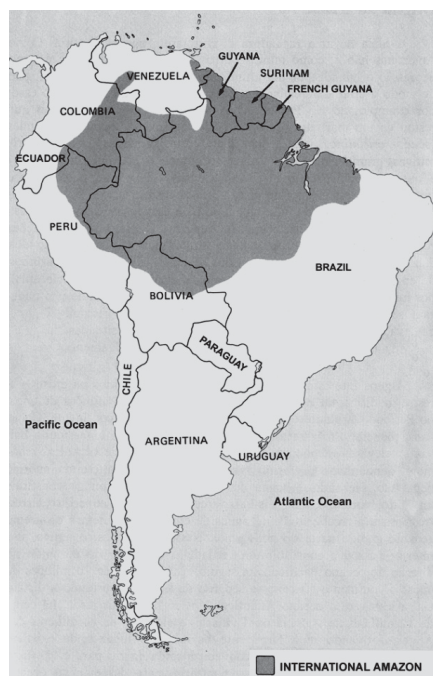 GUYANA
VENEZUELA
SURINAM
FRENCH GUYANA
COLOMBIA
ECUADOR
PERU
BRAZIL
BOLIVIA
PARAGUAY
CHILE
Pacific Ocean
ARGENTINA
URUGUAY
Atlantic Ocean
INTERNATIONAL AMAZON